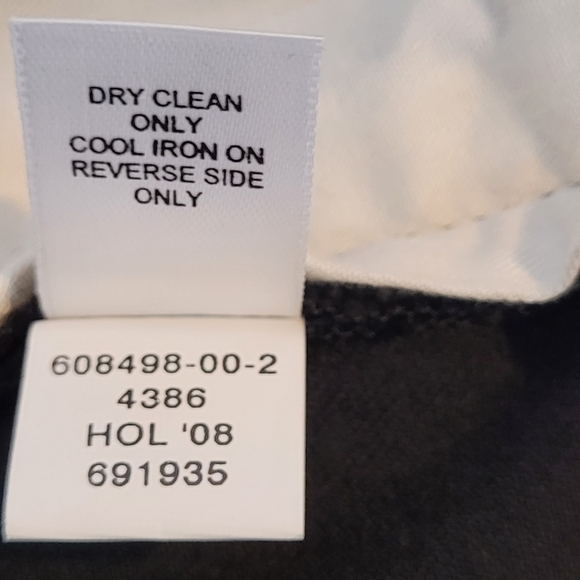 DRY CLEAN
ONLY
COOL IRON ON
REVERSE SIDE
ONLY
608498-00-2
4386
HOL '08
691935